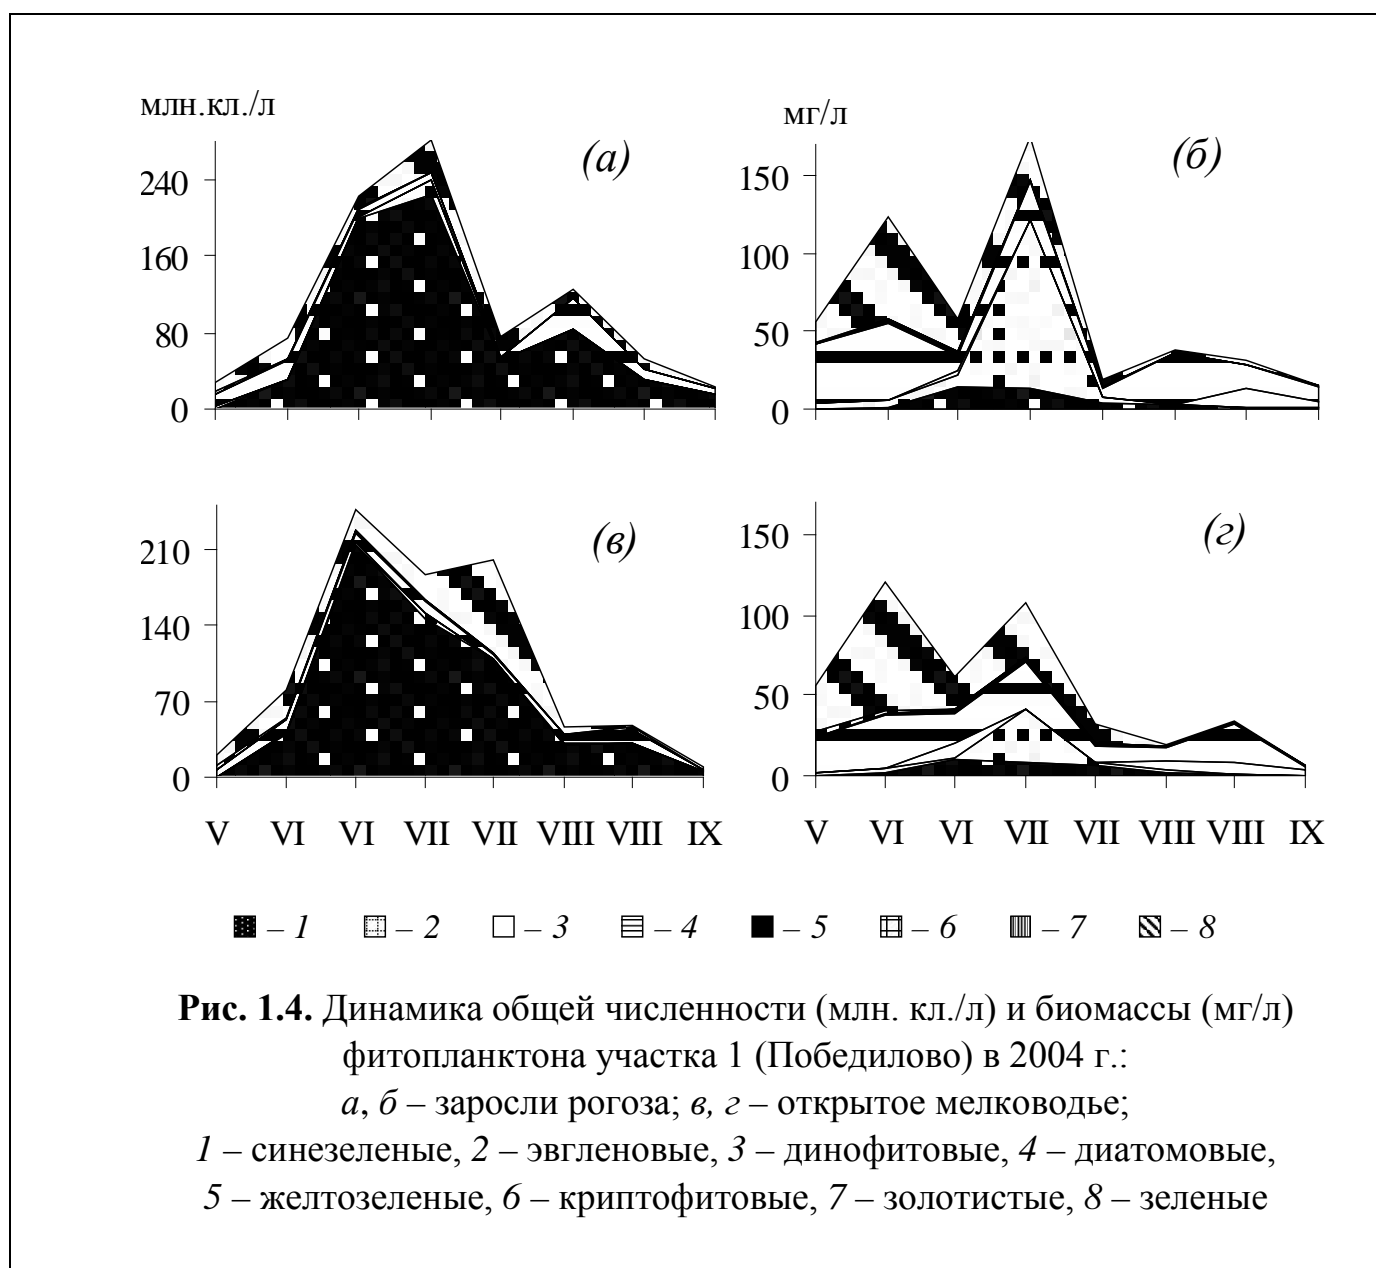 млн.кл./л
мг/л
(а)
240
160
80
0
(б)
150
100
50
0
(в)
210
140
70
0
(г)
150
100
50
0
V VI VI VII VII VIII VIII IX
V VI VI VII VII VIII VIII IX
– 1 – 2 – 3 – 4 – 5 – 6 – 7 – 8
Рис. 1.4. Динамика общей численности (млн. кл./л) и биомассы (мг/л)
фитопланктона участка 1 (Победилово) в 2004 г.:
а, б – заросли рогоза; в, г – открытое мелководье;
1 – синезеленые, 2 – эвгленовые, 3 – динофитовые, 4 – диатомовые,
5 – желтозеленые, 6 – криптофитовые, 7 – золотистые, 8 – зеленые